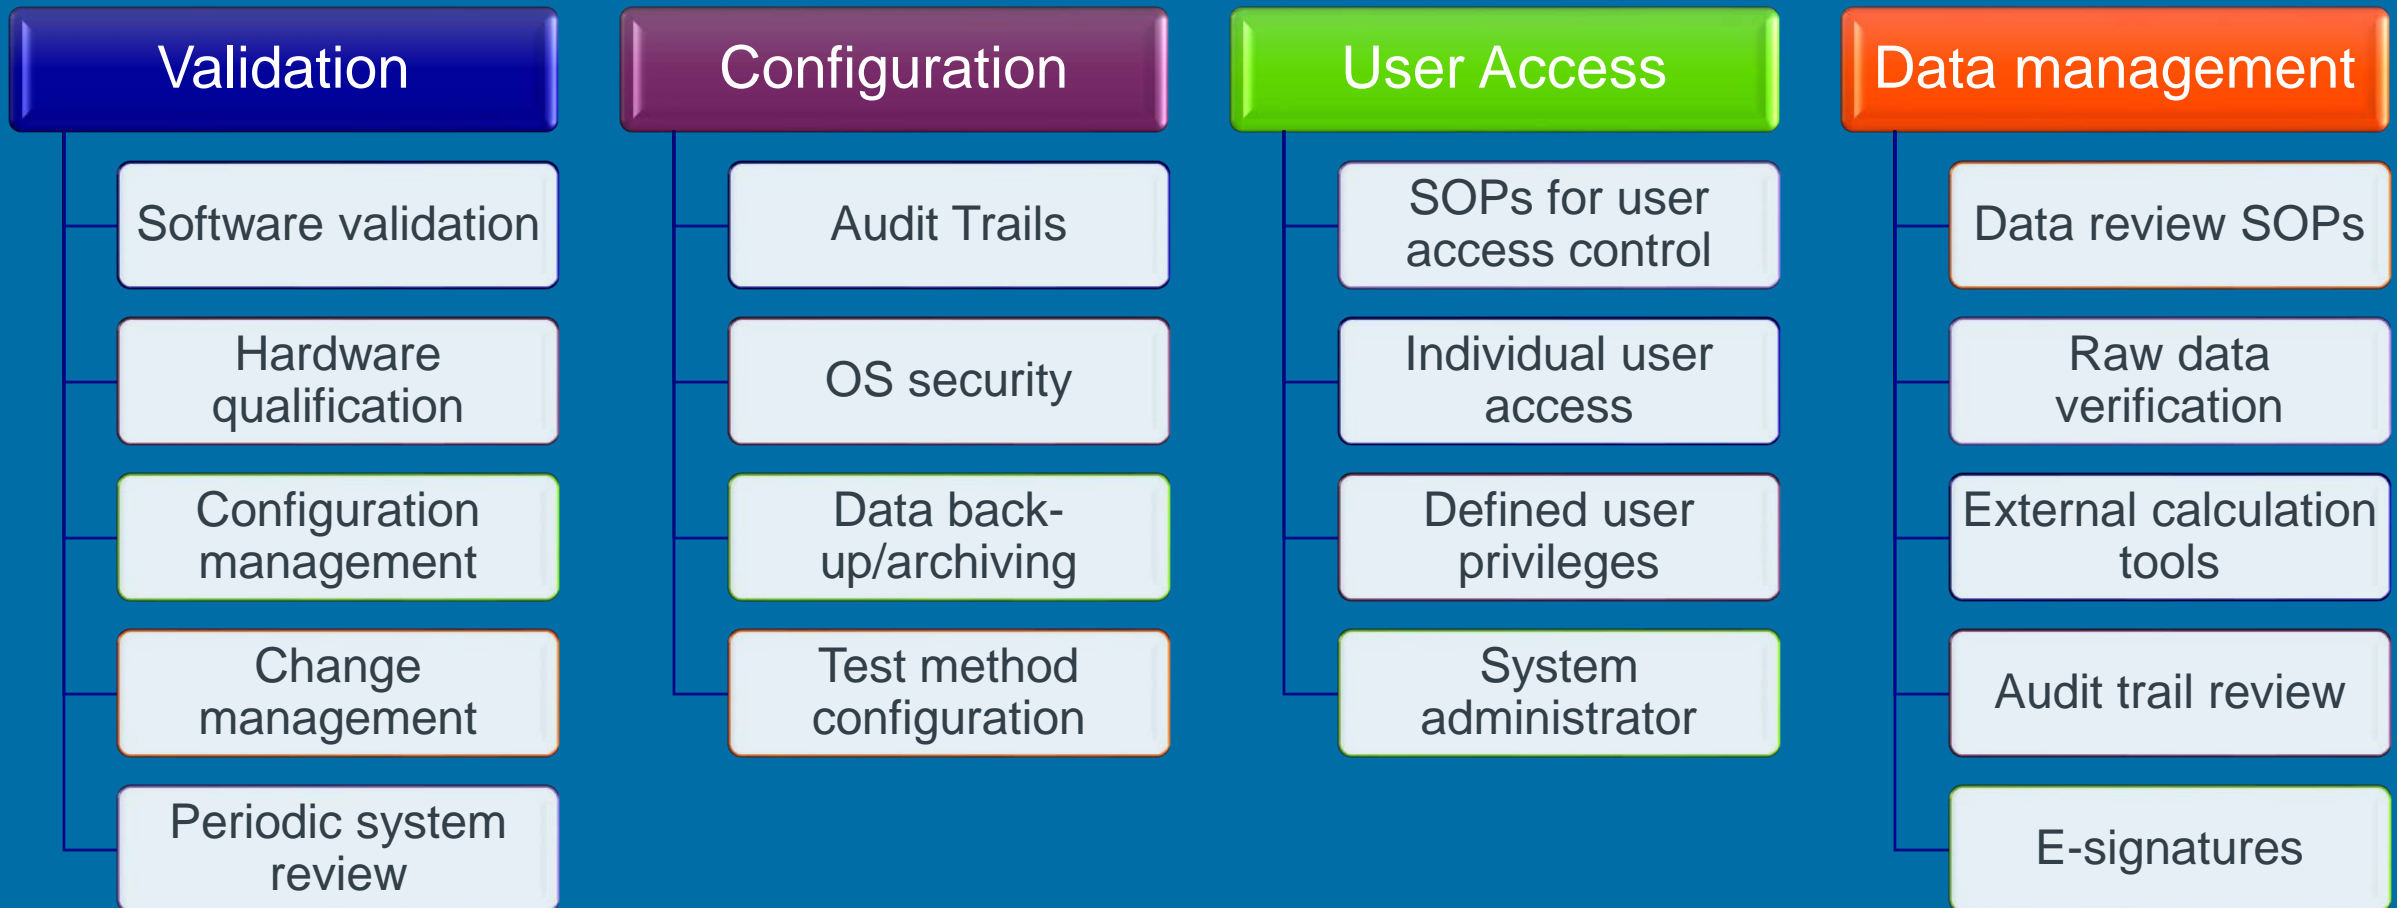 Validation
Software validation
Hardware
qualification
Configuration
management
Change
management
Periodic system
review
Configuration
Audit Trails
OS security
Data back-
up/archiving
Test method
configuration
User Access
SOPs for user
access control
Individual user
access
Defined user
privileges
System
administrator
Data management
Data review SOPs
Raw data
verification
External calculation
tools
Audit trail review
E-signatures